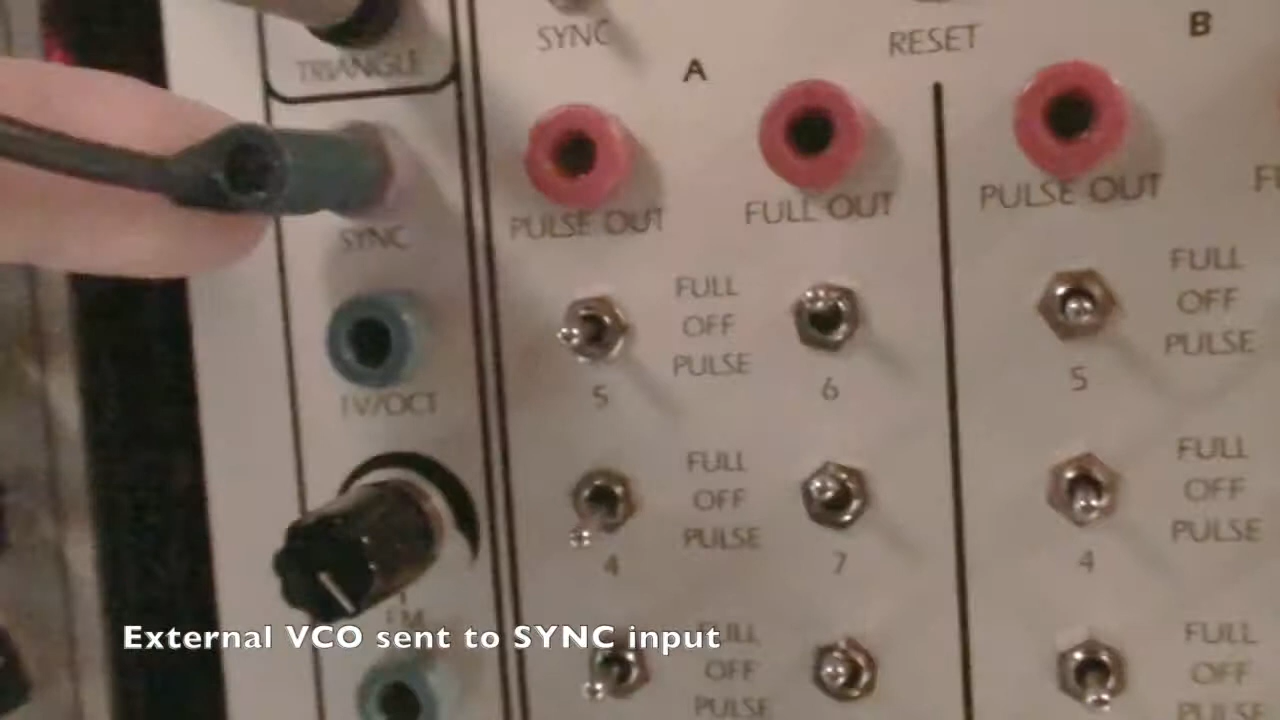 SYNC
RESET
B
A
TRIANGLE
PULSE OUT
FULL OUT
PULSE OUT
SYNC
FULL
OFF
PULSE
5
6
FULL
OFF
PULSE
5
1V/OCT
FULL
OFF
PULSE
4
7
FULL
OFF
PULSE
4
FM
External VCO sent to SYNC input
FULL
OFF
PULSE
FULL
OFF
PULSE